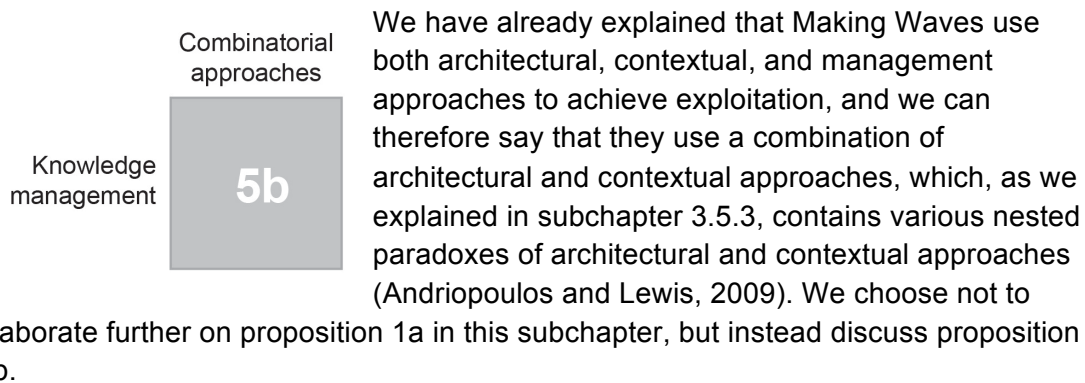 Combinatorial
approaches
Knowledge
management
5b
We have already explained that Making Waves use
both architectural, contextual, and management
approaches to achieve exploitation, and we can
therefore say that they use a combination of
architectural and contextual approaches, which, as we
explained in subchapter 3.5.3, contains various nested
paradoxes of architectural and contextual approaches
(Andriopoulos and Lewis, 2009). We choose not to
further on proposition 1a in this subchapter, but instead discuss proposition